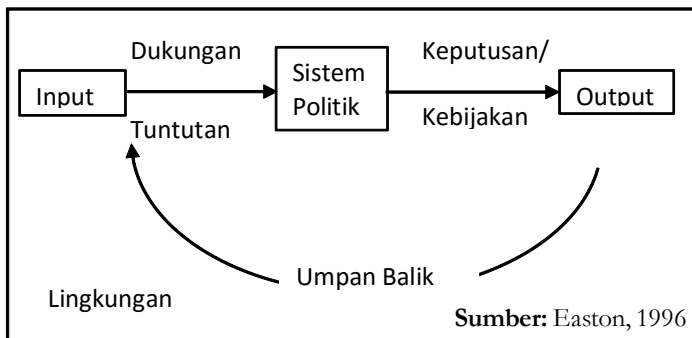 Dukungan
Tuntutan
Input
Sistem
Politik
Keputusan/
Kebijakan
Output
Umpan Balik
Lingkungan
Sumber: Easton, 1996